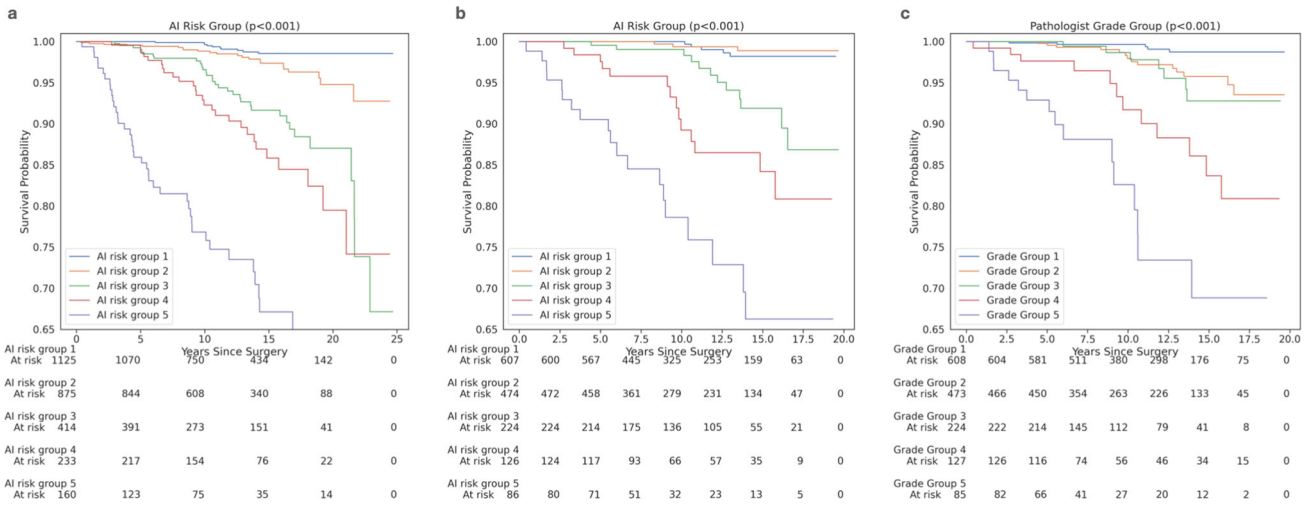 a
AI Risk Group (p<0.001)
Survival Probability
1.00
0.95
0.90
0.85
0.80
0.75
0.70
0.65
AI risk group 1
AI risk group 2
AI risk group 3
AI risk group 4
AI risk group 5
0 5 10 15 20 25
Years Since Surgery
AI risk group 1
At risk 1125 1070 750 434 142 0
AI risk group 2
At risk 875 844 608 340 88 0
AI risk group 3
At risk 414 391 273 151 41 0
AI risk group 4
At risk 233 217 154 76 22 0
AI risk group 5
At risk 160 123 75 35 14 0
b
AI Risk Group (p<0.001)
Survival Probability
1.00
0.95
0.90
0.85
0.80
0.75
0.70
0.65
AI risk group 1
AI risk group 2
AI risk group 3
AI risk group 4
AI risk group 5
0.0 2.5 5.0 7.5 10.0 12.5 15.0 17.5 20.0
Years Since Surgery
AI risk group 1
At risk 607 600 567 445 325 253 159 63 0
AI risk group 2
At risk 474 472 458 361 279 231 134 47 0
AI risk group 3
At risk 224 224 214 175 136 105 55 21 0
AI risk group 4
At risk 126 124 117 93 66 57 35 9 0
AI risk group 5
At risk 86 80 71 51 32 23 13 5 0
c
Pathologist Grade Group (p<0.001)
Survival Probability
1.00
0.95
0.90
0.85
0.80
0.75
0.70
0.65
Grade Group 1
Grade Group 2
Grade Group 3
Grade Group 4
Grade Group 5
0.0 2.5 5.0 7.5 10.0 12.5 15.0 17.5 20.0
Years Since Surgery
Grade Group 1
At risk 608 604 581 511 380 298 176 75 0
Grade Group 2
At risk 473 466 450 354 263 226 133 45 0
Grade Group 3
At risk 224 222 214 145 112 79 41 8 0
Grade Group 4
At risk 127 126 116 74 56 46 34 15 0
Grade Group 5
At risk 85 82 66 41 27 20 12 2 0